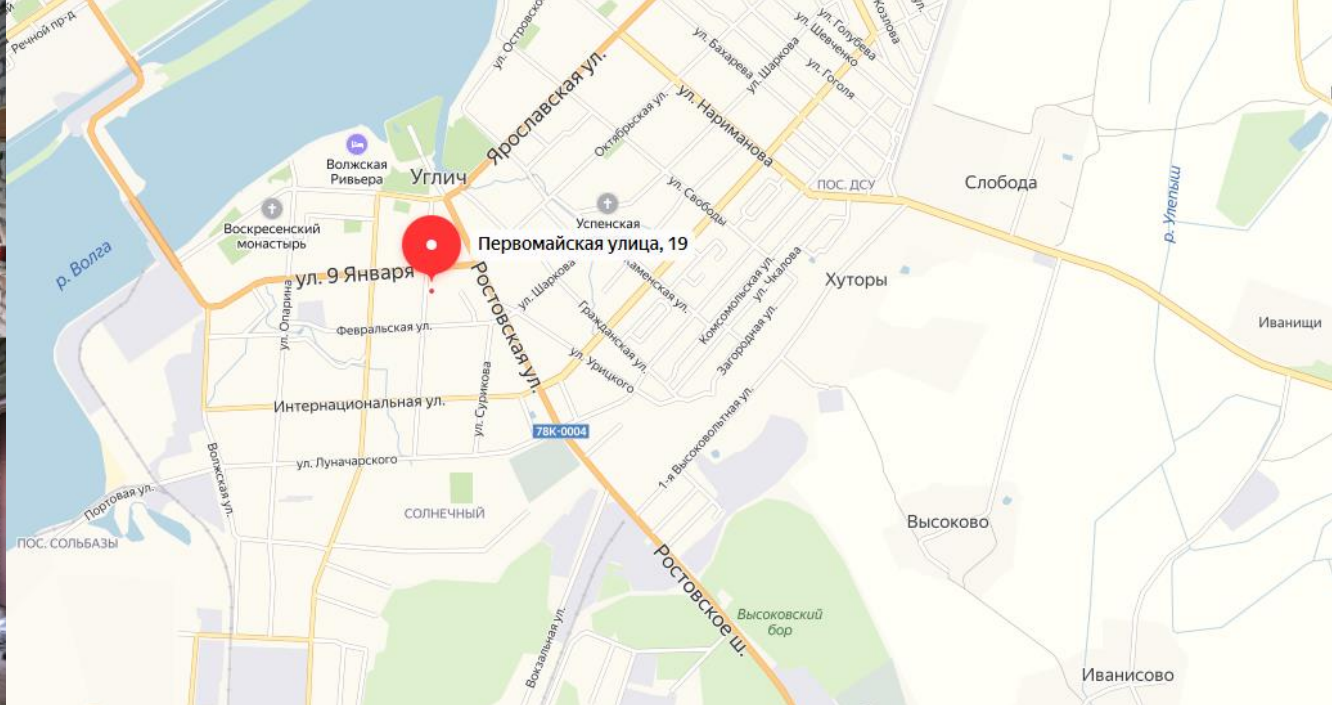 Речной пр-д
ул. Островско
Козлова
ул. Голубева
ул. Шевченко
ул. Бахарева
ул. Шаркова
ул. Гоголя
Ярославская ул.
Октябрьская ул.
ул. Нариманова
Волжская
Ривьера
Углич
ПОС. ДСУ
Слобода
ул. Свободы
р. Улепыш
Воскресенский
монастырь
Успенская
Первомайская улица, 19
р. Волга
ул. 9 Января
ул. Шаркова
Каменская ул.
Комсомольская ул.
ул. Чкалова
Хуторы
ул. Опарина
Февральская ул.
Ростовская ул.
Гражданская ул.
Загородная ул.
Иванищи
ул. Урицкого
Интернациональная ул.
ул. Сурикова
78К-0004
1-я Высоковольтная ул.
ул. Луначарского
Волжская ул.
Портовая ул.
СОЛНЕЧНЫЙ
Высоково
ПОС. СОЛЬБАЗЫ
Ростовское ш.
Высоковский
бор
Вокзальная ул.
Иванисово